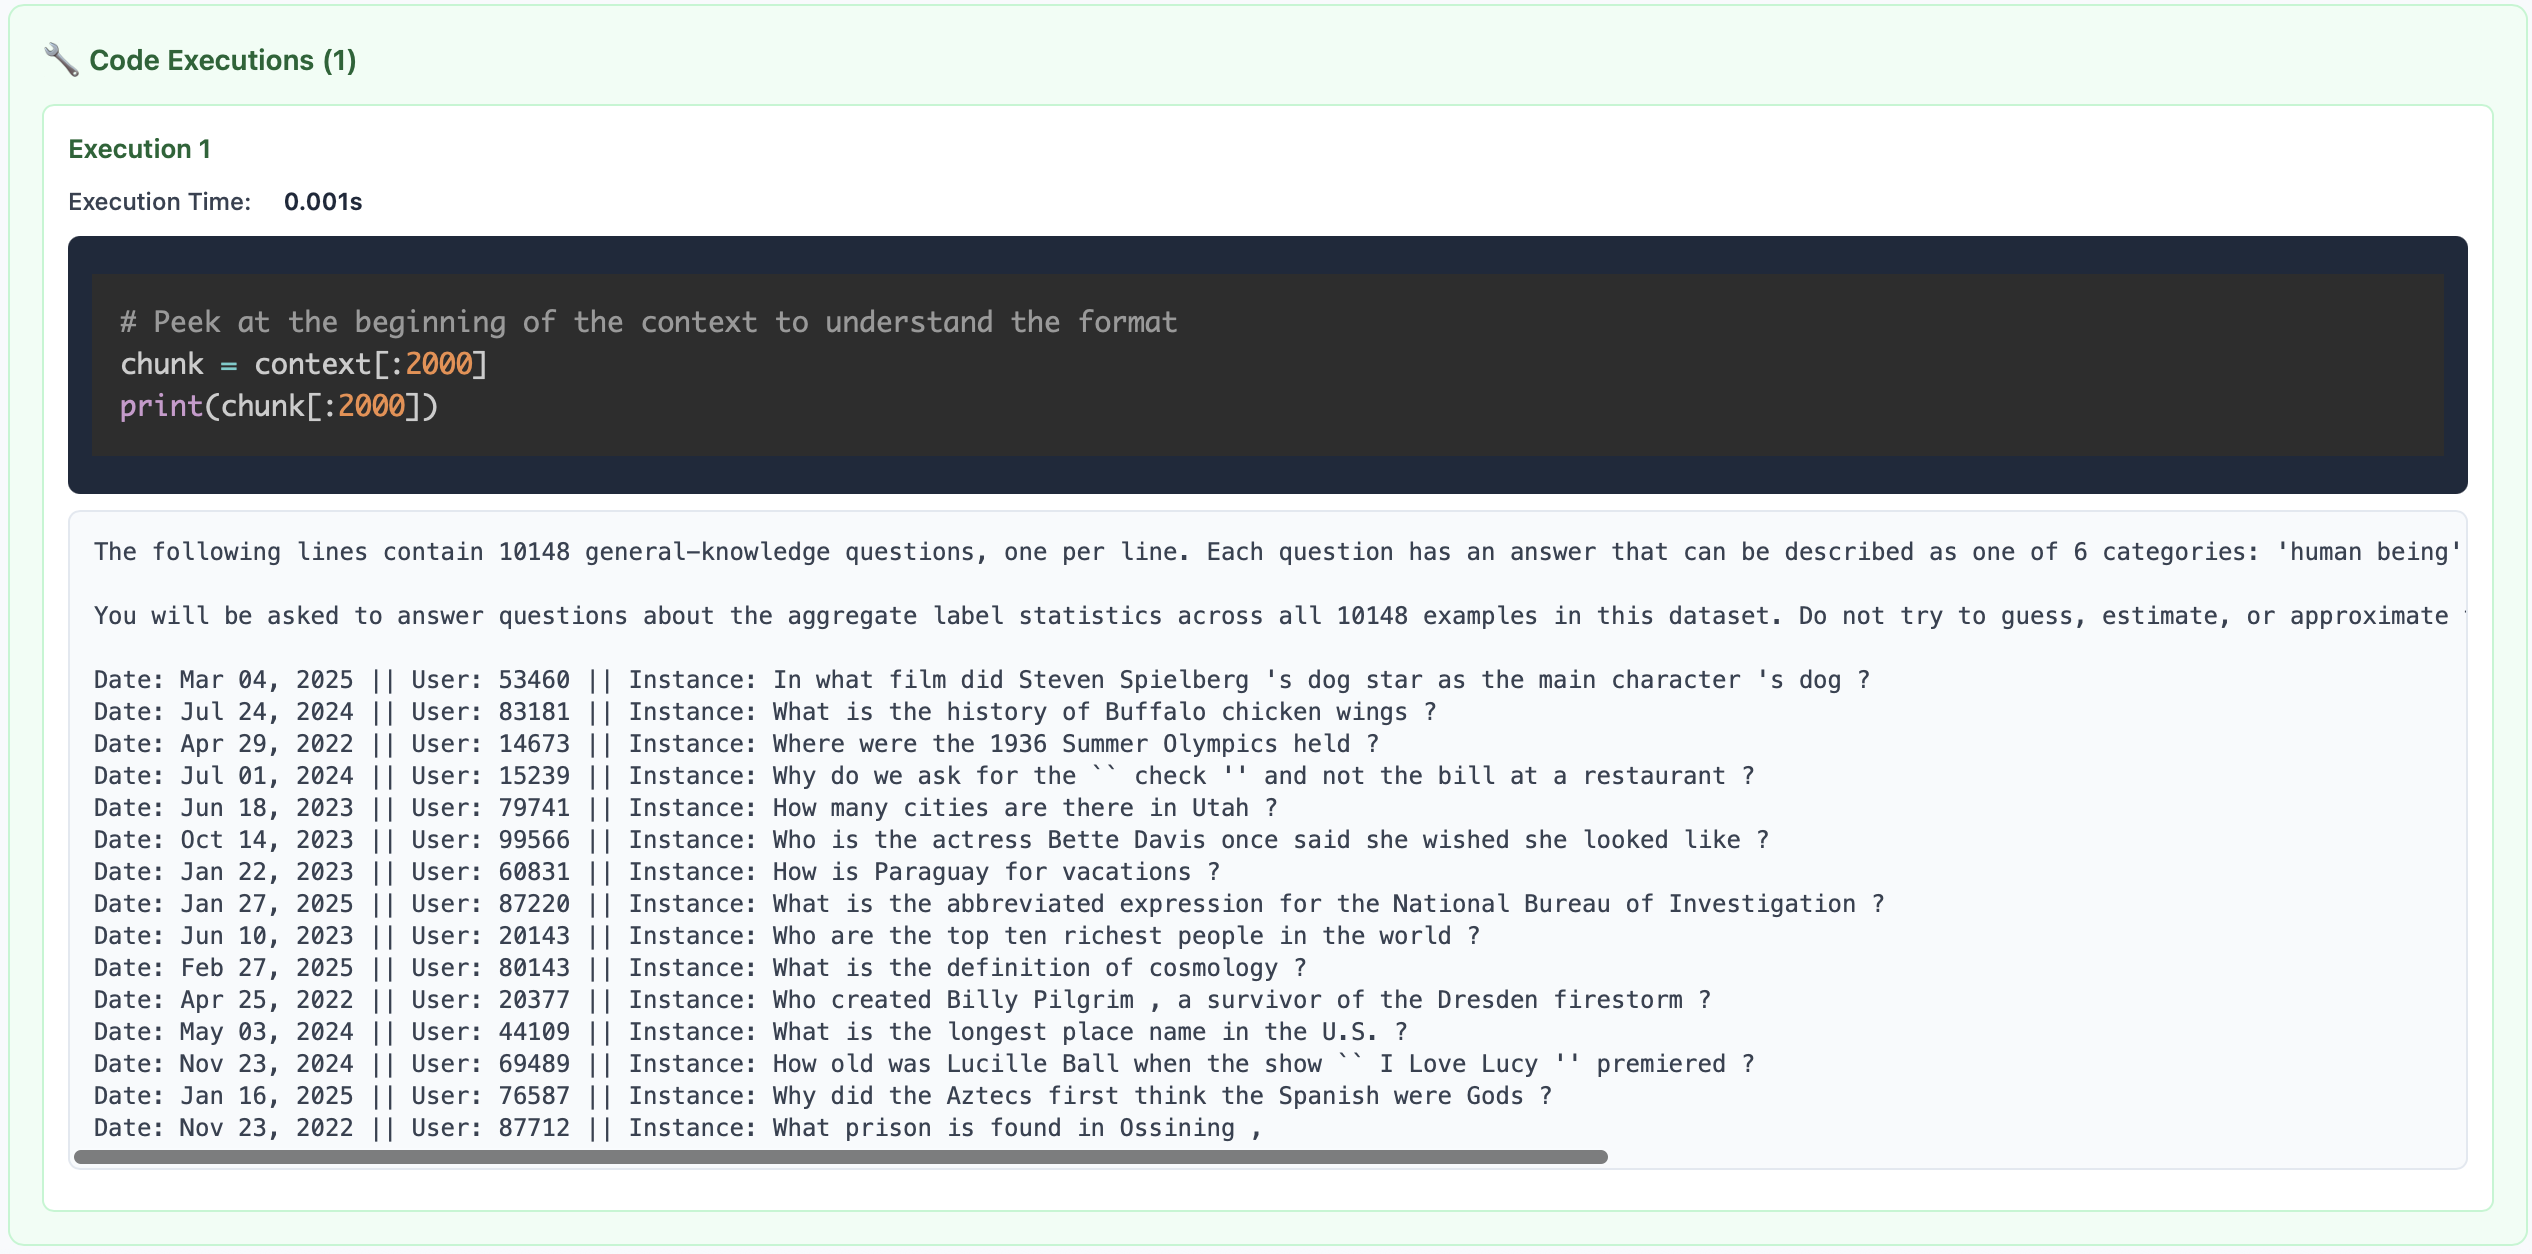 🔧 Code Executions (1)
Execution 1
Execution Time: 0.001s
# Peek at the beginning of the context to understand the format
chunk = context[:2000]
print(chunk[:2000])
The following lines contain 10148 general-knowledge questions, one per line. Each question has an answer that can be described as one of 6 categories: 'human being'
You will be asked to answer questions about the aggregate label statistics across all 10148 examples in this dataset. Do not try to guess, estimate, or approximate
Date: Mar 04, 2025 || User: 53460 || Instance: In what film did Steven Spielberg 's dog star as the main character 's dog ?
Date: Jul 24, 2024 || User: 83181 || Instance: What is the history of Buffalo chicken wings ?
Date: Apr 29, 2022 || User: 14673 || Instance: Where were the 1936 Summer Olympics held ?
Date: Jul 01, 2024 || User: 15239 || Instance: Why do we ask for the `` check '' and not the bill at a restaurant ?
Date: Jun 18, 2023 || User: 79741 || Instance: How many cities are there in Utah ?
Date: Oct 14, 2023 || User: 99566 || Instance: Who is the actress Bette Davis once said she wished she looked like ?
Date: Jan 22, 2023 || User: 60831 || Instance: How is Paraguay for vacations ?
Date: Jan 27, 2025 || User: 87220 || Instance: What is the abbreviated expression for the National Bureau of Investigation ?
Date: Jun 10, 2023 || User: 20143 || Instance: Who are the top ten richest people in the world ?
Date: Feb 27, 2025 || User: 80143 || Instance: What is the definition of cosmology ?
Date: Apr 25, 2022 || User: 20377 || Instance: Who created Billy Pilgrim , a survivor of the Dresden firestorm ?
Date: May 03, 2024 || User: 44109 || Instance: What is the longest place name in the U.S. ?
Date: Nov 23, 2024 || User: 69489 || Instance: How old was Lucille Ball when the show `` I Love Lucy '' premiered ?
Date: Jan 16, 2025 || User: 76587 || Instance: Why did the Aztecs first think the Spanish were Gods ?
Date: Nov 23, 2022 || User: 87712 || Instance: What prison is found in Ossining ,